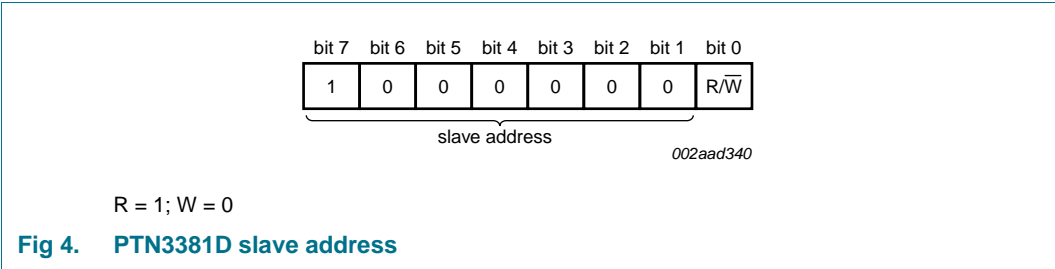 bit 7 bit 6 bit 5 bit 4 bit 3 bit 2 bit 1 bit 0
1 0 0 0 0 0 0 R/W̅
slave address
002aad340
R = 1; W = 0
Fig 4. PTN3381D slave address